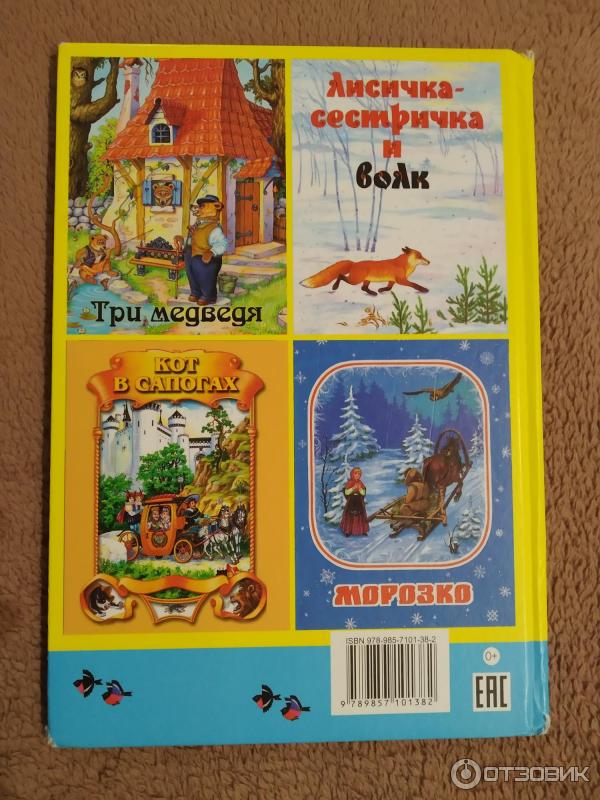 Три медведя
Лисичка-
сестричка
и
волк
КОТ
В САПОГАХ
МОРОЗКО
ISBN 978-985-7101-38-2
9 789857 101382
0+
EAC
ОТЗОВИК